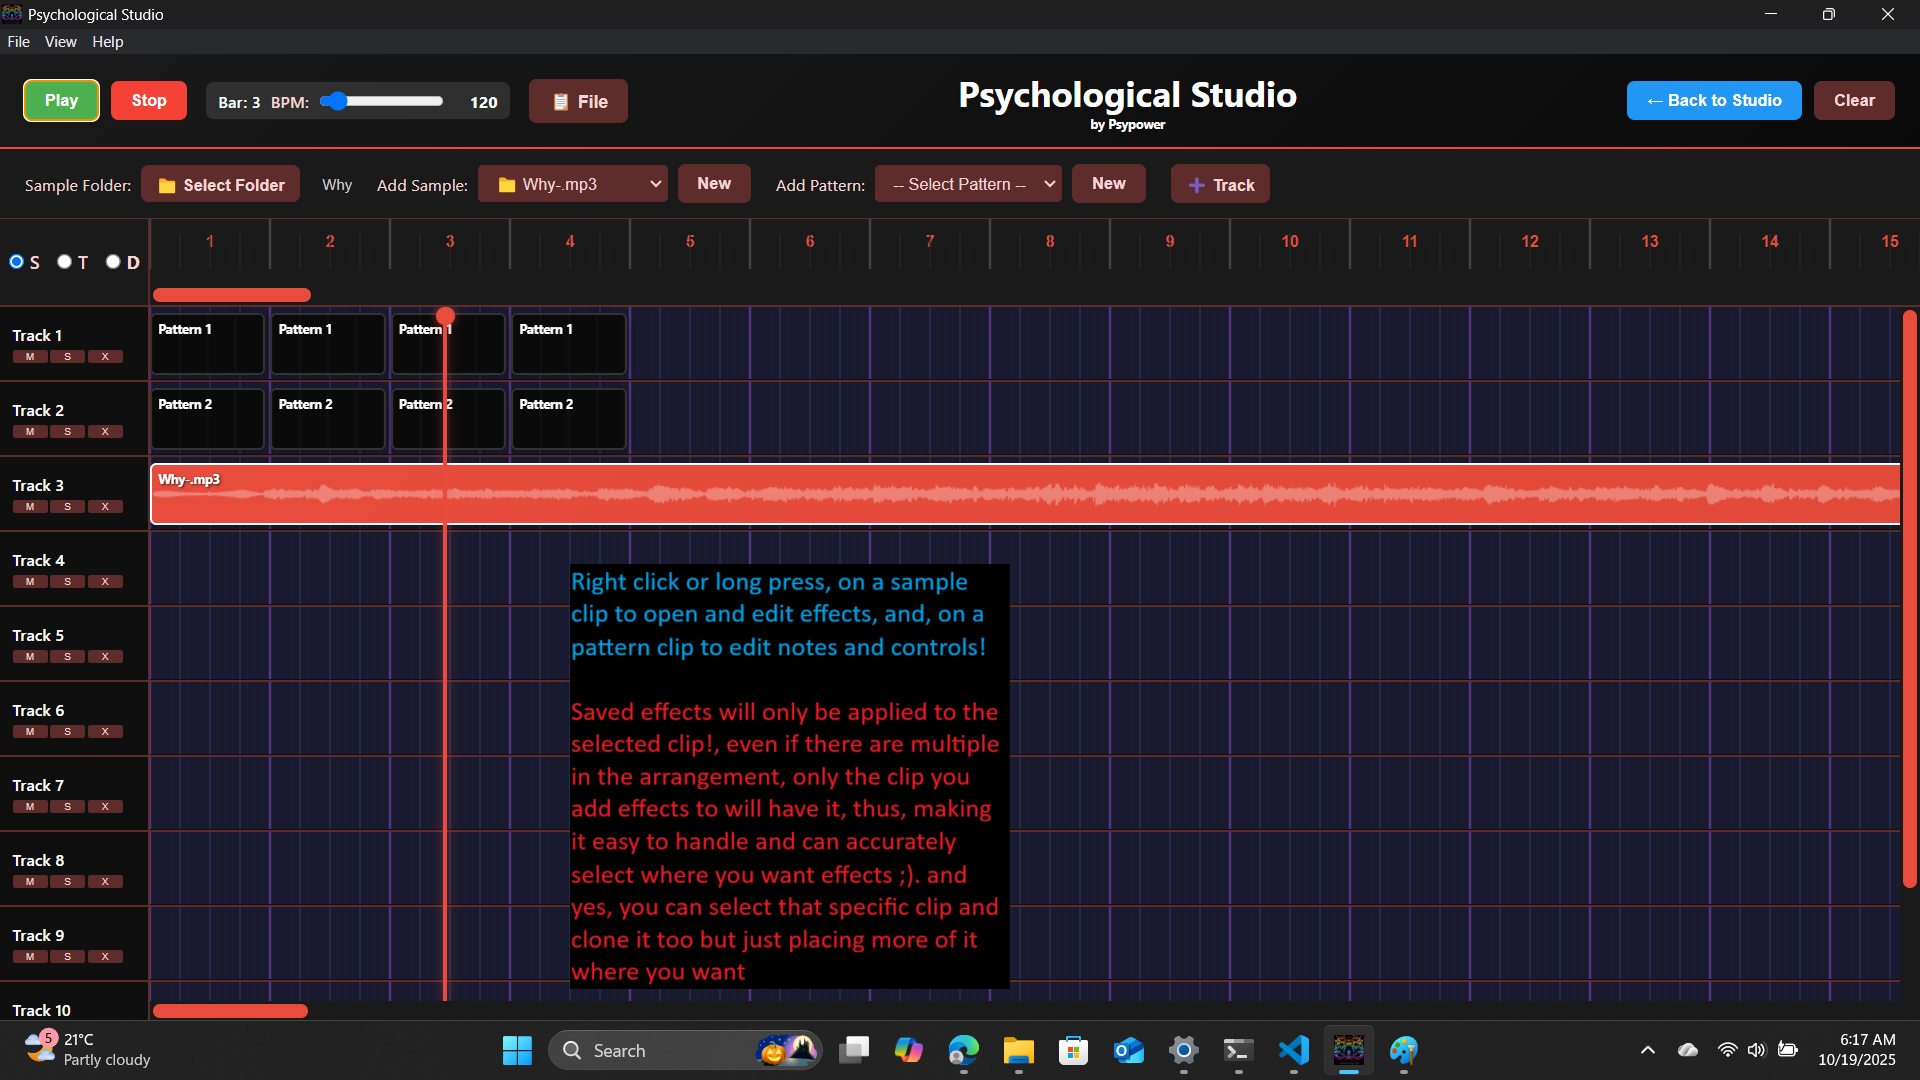 Psychological Studio
File View Help
Play Stop Bar: 3 BPM: 120 📋 File
Psychological Studio
by Psypower
← Back to Studio Clear
Sample Folder: 📁 Select Folder Why Add Sample: 📁 Why-.mp3 New Add Pattern: -- Select Pattern -- New ➕ Track
1 2 3 4 5 6 7 8 9 10 11 12 13 14 15
S T D
Track 1
M S X
Pattern 1 Pattern 1 Pattern 1 Pattern 1
Track 2
M S X
Pattern 2 Pattern 2 Pattern 2 Pattern 2
Track 3
M S X
Why-.mp3
Track 4
M S X
Track 5
M S X
Track 6
M S X
Track 7
M S X
Track 8
M S X
Track 9
M S X
Track 10
Right click or long press, on a sample
clip to open and edit effects, and, on a
pattern clip to edit notes and controls!
Saved effects will only be applied to the
selected clip!, even if there are multiple
in the arrangement, only the clip you
add effects to will have it, thus, making
it easy to handle and can accurately
select where you want effects ;). and
yes, you can select that specific clip and
clone it too but just placing more of it
where you want
5
21°C
Partly cloudy
Search
6:17 AM
10/19/2025